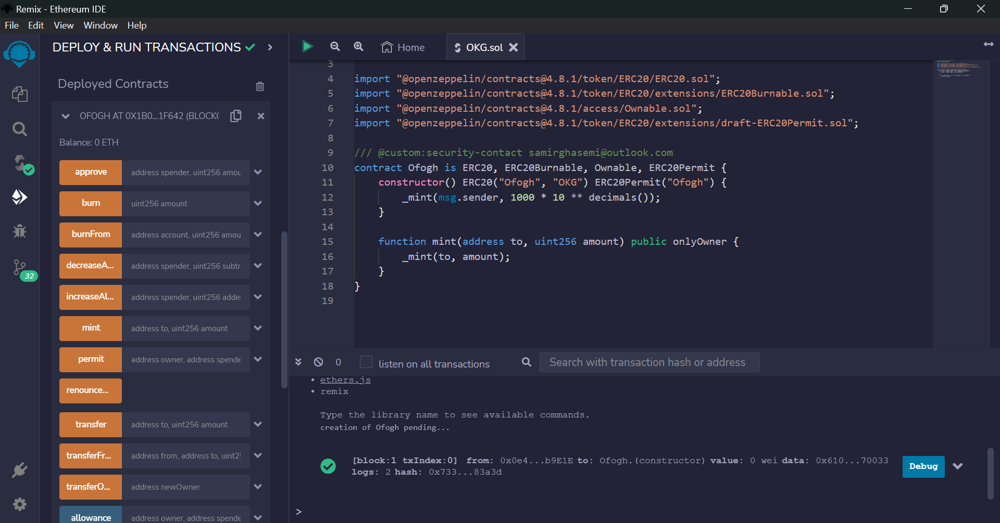 Remix - Ethereum IDE
File Edit View Window Help
DEPLOY & RUN TRANSACTIONS
Deployed Contracts
OFOGH AT 0X1B0...1F642 (BLOCK
Balance: 0 ETH
approve address spender, uint256 amou
burn uint256 amount
burnFrom address account, uint256 amou
decreaseA... address spender, uint256 subtr
increaseAl... address spender, uint256 adde
mint address to, uint256 amount
permit address owner, address spende
renounce...
transfer address to, uint256 amount
transferFr... address from, address to, uint2
transferO... address newOwner
allowance address owner, address spende
32
Home
OKG.sol
3
4 import "@openzeppelin/contracts@4.8.1/token/ERC20/ERC20.sol";
5 import "@openzeppelin/contracts@4.8.1/token/ERC20/extensions/ERC20Burnable.sol";
6 import "@openzeppelin/contracts@4.8.1/access/Ownable.sol";
7 import "@openzeppelin/contracts@4.8.1/token/ERC20/extensions/draft-ERC20Permit.sol";
8
9 /// @custom:security-contact samirghasemi@outlook.com
10 contract Ofogh is ERC20, ERC20Burnable, Ownable, ERC20Permit {
11 constructor() ERC20("Ofogh", "OKG") ERC20Permit("Ofogh") {
12 _mint(msg.sender, 1000 * 10 ** decimals());
13 }
14
15 function mint(address to, uint256 amount) public onlyOwner {
16 _mint(to, amount);
17 }
18 }
19
0 listen on all transactions Search with transaction hash or address
• ethers.js
• remix
Type the library name to see available commands.
creation of Ofogh pending...
[block:1 txIndex:0] from: 0x0e4...b9E1E to: Ofogh.(constructor) value: 0 wei data: 0x610...70033
logs: 2 hash: 0x733...83a3d
Debug
>